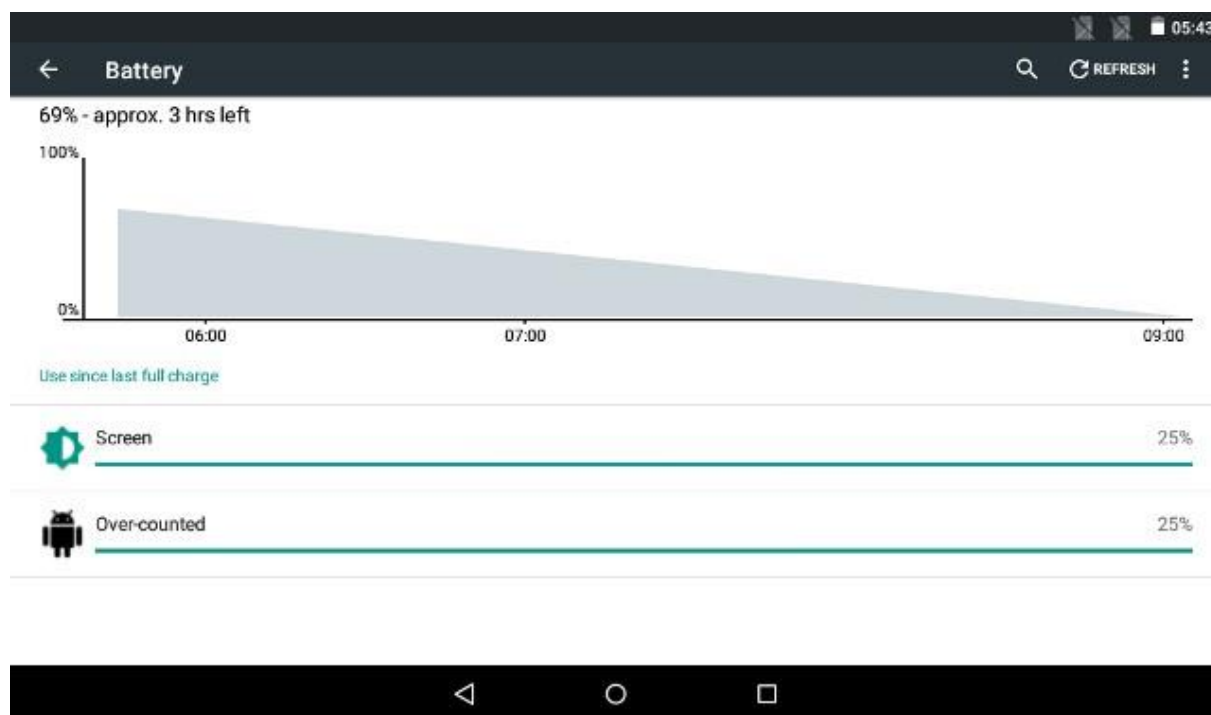 05:43
Battery REFRESH
69% - approx. 3 hrs left
100%
0%
06:00 07:00 09:00
Use since last full charge
Screen 25%
Over-counted 25%